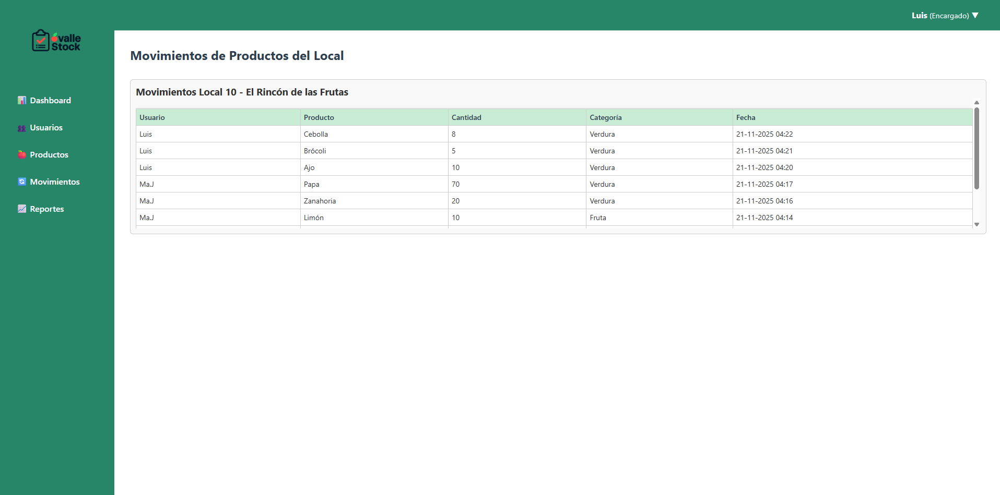 Luis (Encargado) ▼
valle
Stock
Dashboard
Usuarios
Productos
Movimientos
Reportes
Movimientos de Productos del Local
Movimientos Local 10 - El Rincón de las Frutas
Usuario Producto Cantidad Categoría Fecha
Luis Cebolla 8 Verdura 21-11-2025 04:22
Luis Brócoli 5 Verdura 21-11-2025 04:21
Luis Ajo 10 Verdura 21-11-2025 04:20
Ma.J Papa 70 Verdura 21-11-2025 04:17
Ma.J Zanahoria 20 Verdura 21-11-2025 04:16
Ma.J Limón 10 Fruta 21-11-2025 04:14